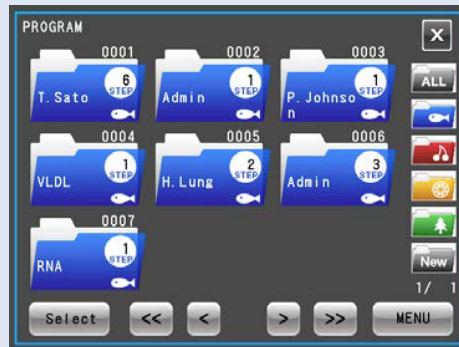 PROGRAM
X
0001 0002 0003
6 STEP 1 STEP 1 STEP
T. Sato Admin P. Johnso
n
ALL
0004 0005 0006
1 STEP 2 STEP 3 STEP
VLDL H. Lung Admin
0007
1 STEP
RNA
New
1/ 1
Select << < > >> MENU